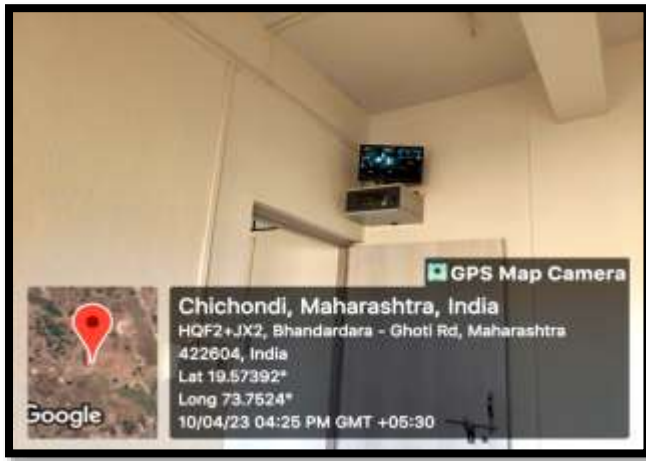 GPS Map Camera
Chichondi, Maharashtra, India
HQF2+JX2, Bhandardara - Ghoti Rd, Maharashtra
422604, India
Lat 19.57392°
Long 73.7524°
10/04/23 04:25 PM GMT +05:30
Google